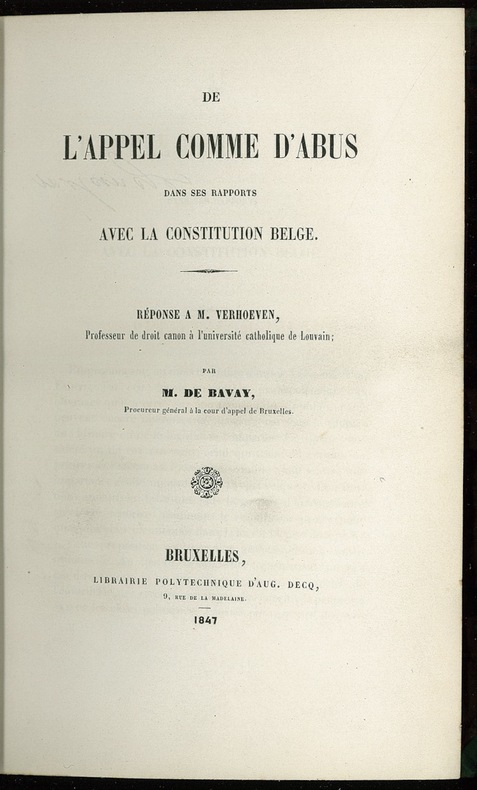 DE
L'APPEL COMME D'ABUS
DANS SES RAPPORTS
AVEC LA CONSTITUTION BELGE.
RÉPONSE A M. VERHOEVEN,
Professeur de droit canon à l'université catholique de Louvain;
PAR
M. DE BAVAY,
Procureur général à la cour d'appel de Bruxelles.
BRUXELLES,
LIBRAIRIE POLYTECHNIQUE D'AUG. DECQ,
9, RUE DE LA MADELAINE.
1847